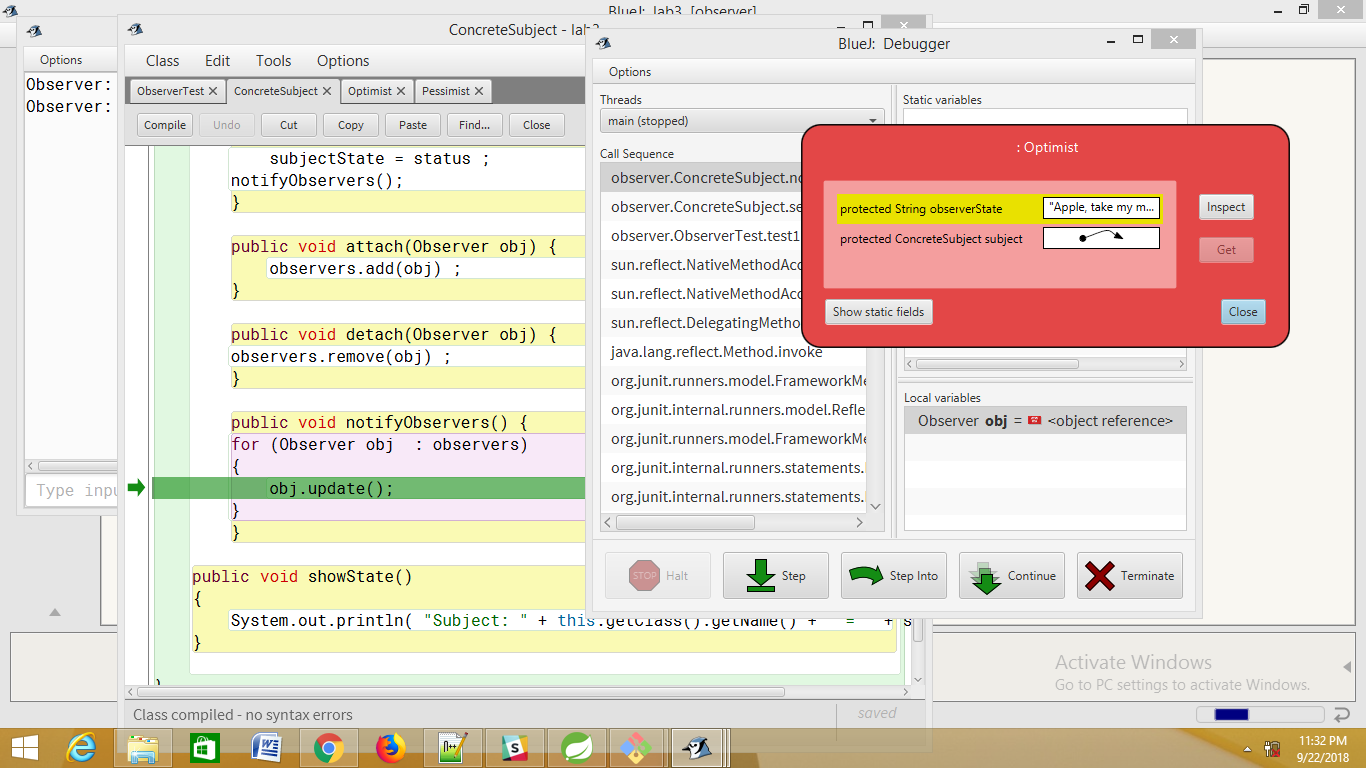 BlueJ: lab3 [observer]
Options
Observer:
Observer:
Type inpu
ConcreteSubject - lab
Class Edit Tools Options
ObserverTest ConcreteSubject Optimist Pessimist
Compile Undo Cut Copy Paste Find... Close
subjectState = status ;
notifyObservers();
}
public void attach(Observer obj) {
observers.add(obj) ;
}
public void detach(Observer obj) {
observers.remove(obj) ;
}
public void notifyObservers() {
for (Observer obj : observers)
{
obj.update();
}
}
public void showState()
{
System.out.println( "Subject: " + this.getClass().getName() + " = " + s
}
}
Class compiled - no syntax errors
saved
BlueJ: Debugger
Options
Threads
main (stopped)
Call Sequence
observer.ConcreteSubject.no
observer.ConcreteSubject.se
observer.ObserverTest.test1
sun.reflect.NativeMethodAcc
sun.reflect.NativeMethodAcc
sun.reflect.DelegatingMetho
java.lang.reflect.Method.invoke
org.junit.runners.model.FrameworkMe
org.junit.internal.runners.model.Refle
org.junit.runners.model.FrameworkMe
org.junit.internal.runners.statements.
org.junit.internal.runners.statements.
Static variables
Local variables
Observer obj = <object reference>
STOP Halt Step Step Into Continue Terminate
: Optimist
protected String observerState "Apple, take my m...
protected ConcreteSubject subject
Inspect
Get
Show static fields
Close
Activate Windows
Go to PC settings to activate Windows.
11:32 PM
9/22/2018